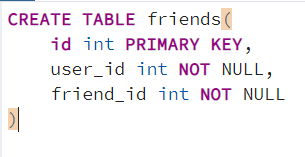 CREATE TABLE friends(
    id int PRIMARY KEY,
    user_id int NOT NULL,
    friend_id int NOT NULL
)